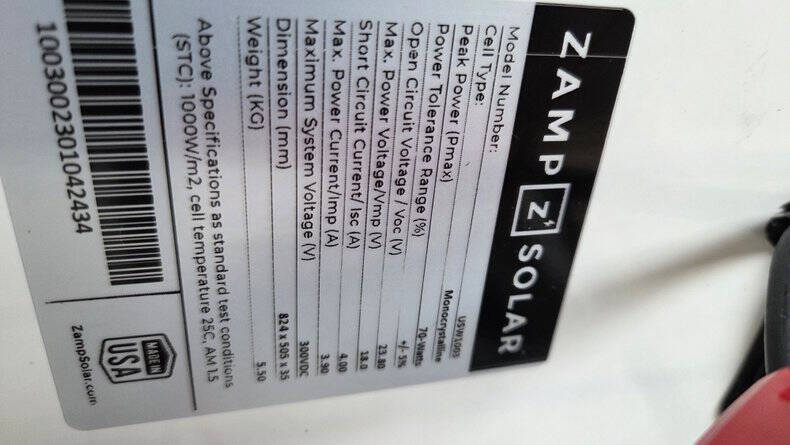 ZAMP Z SOLAR
Model Number: USW1003
Cell Type: Monocrystalline
Peak Power (Pmax) 70-Watts
Power Tolerance Range (%) +/- 5%
Open Circuit Voltage / Voc (V) 23.80
Max. Power Voltage/Vmp (V) 18.0
Short Circuit Current/ Isc (A) 4.00
Max. Power Current/Imp (A) 3.90
Maximum System Voltage (V) 300VDC
Dimension (mm) 824 x 505 x 35
Weight (KG) 5.50
Above Specifications as standard test conditions
(STC): 1000W/m2, cell temperature 25C, AM 1.5
1003002301042434
MADE IN
USA
ZampSolar.com